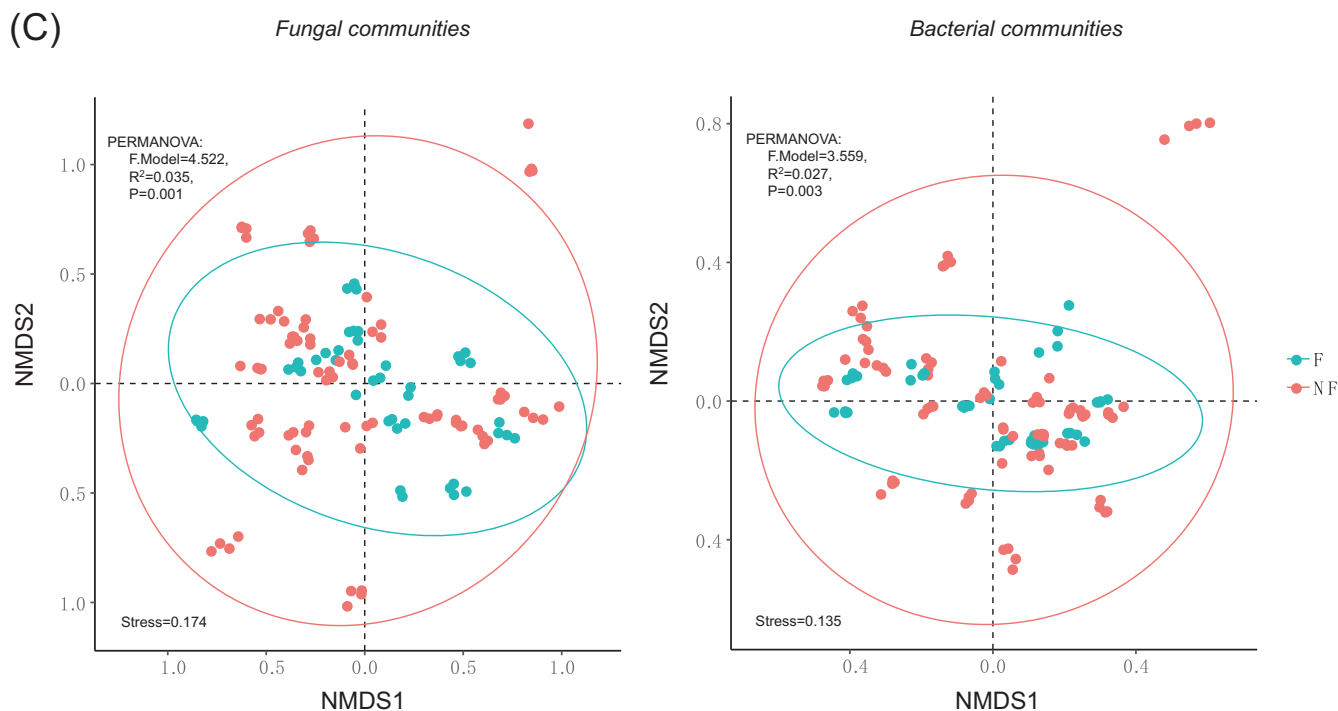 (C)
Fungal communities
Bacterial communities
PERMANOVA:
F.Model=4.522,
R²=0.035,
P=0.001
1.0
0.5
0.0
0.5
1.0
NMDS2
Stress=0.174
1.0
0.5
0.0
0.5
1.0
NMDS1
PERMANOVA:
F.Model=3.559,
R²=0.027,
P=0.003
0.8
0.4
0.0
0.4
NMDS2
Stress=0.135
0.4
0.0
0.4
NMDS1
F
NF